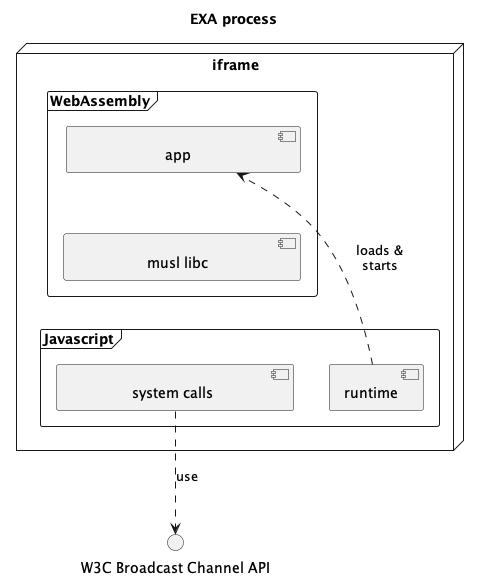 EXA process
iframe
WebAssembly
app
musl libc
loads &
starts
Javascript
system calls
runtime
use
W3C Broadcast Channel API